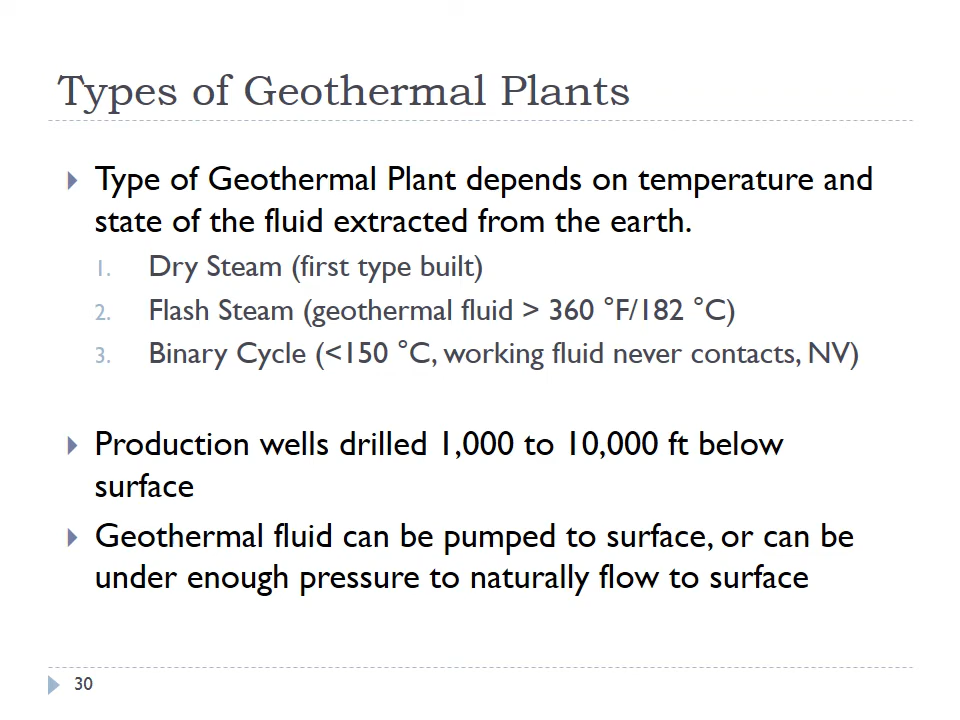 Types of Geothermal Plants
Type of Geothermal Plant depends on temperature and
state of the fluid extracted from the earth.
1. Dry Steam (first type built)
2. Flash Steam (geothermal fluid > 360 °F/182 °C)
3. Binary Cycle (<150 °C, working fluid never contacts, NV)
Production wells drilled 1,000 to 10,000 ft below
surface
Geothermal fluid can be pumped to surface, or can be
under enough pressure to naturally flow to surface
30